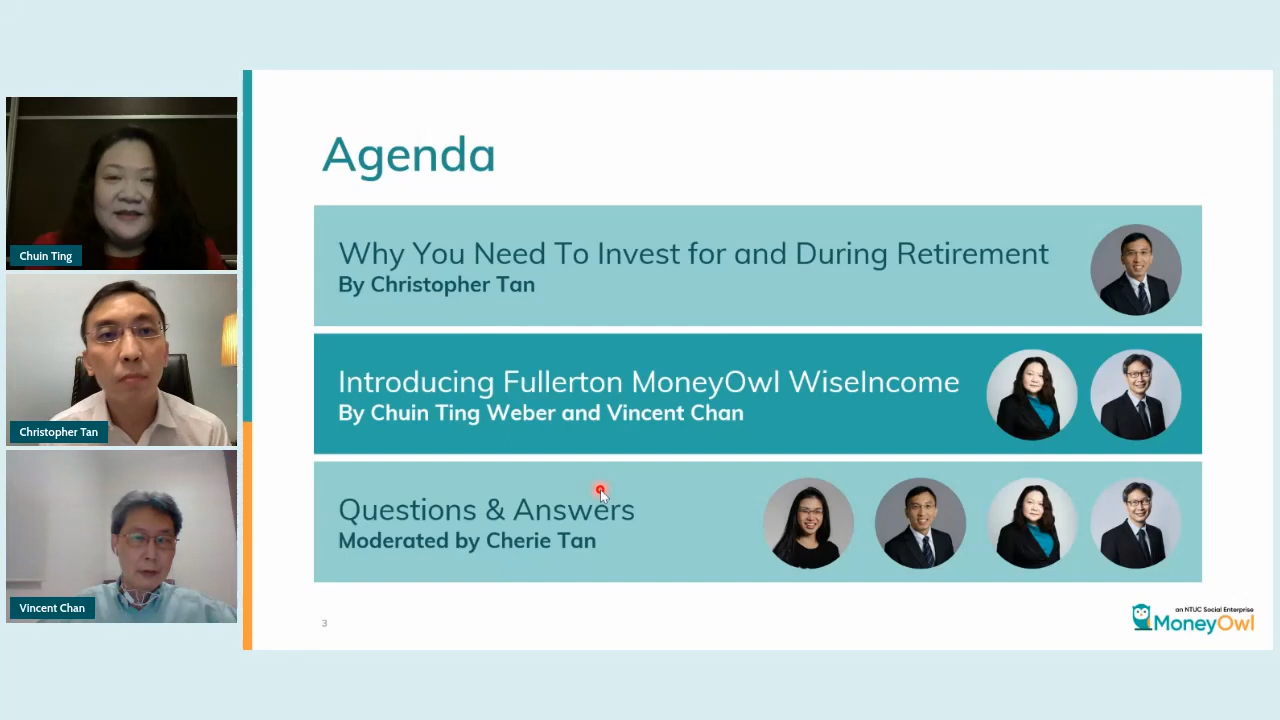 Chuin Ting
Christopher Tan
Vincent Chan
Agenda
Why You Need To Invest for and During Retirement
By Christopher Tan
Introducing Fullerton MoneyOwl WiseIncome
By Chuin Ting Weber and Vincent Chan
Questions & Answers
Moderated by Cherie Tan
3
an NTUC Social Enterprise
MoneyOwl